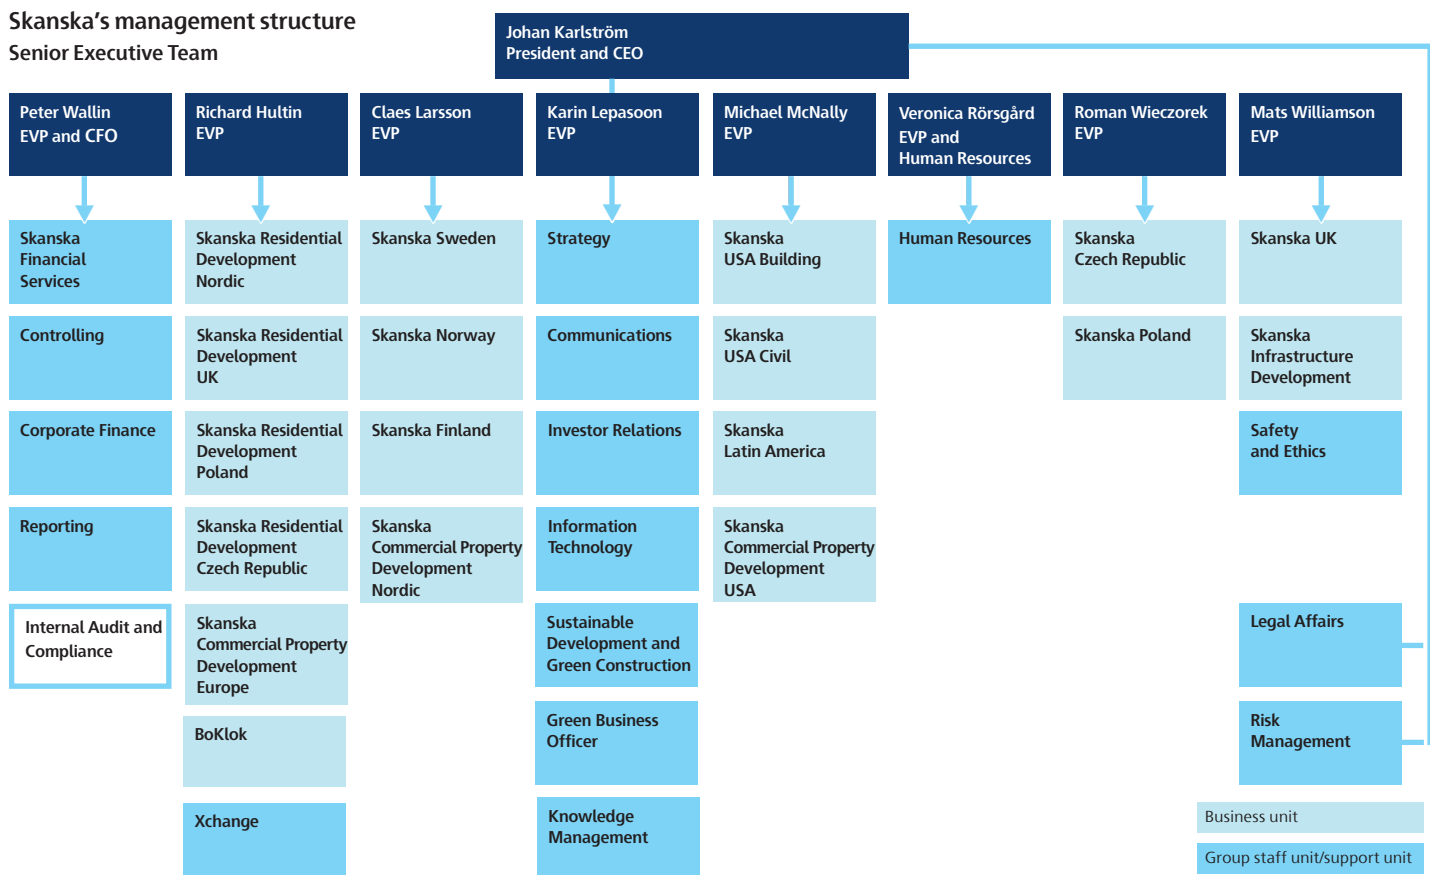 Skanska’s management structure
Senior Executive Team
Johan Karlström
President and CEO
Peter Wallin
EVP and CFO
Richard Hultin
EVP
Claes Larsson
EVP
Karin Lepasoon
EVP
Michael McNally
EVP
Veronica Rörsgård
EVP and
Human Resources
Roman Wieczorek
EVP
Mats Williamson
EVP
Skanska
Financial
Services
Controlling
Corporate Finance
Reporting
Internal Audit and
Compliance
Skanska Residential
Development
Nordic
Skanska Residential
Development
UK
Skanska Residential
Development
Poland
Skanska Residential
Development
Czech Republic
Skanska
Commercial Property
Development
Europe
BoKlok
Xchange
Skanska Sweden
Skanska Norway
Skanska Finland
Skanska
Commercial Property
Development
Nordic
Strategy
Communications
Investor Relations
Information
Technology
Sustainable
Development and
Green Construction
Green Business
Officer
Knowledge
Management
Skanska
USA Building
Skanska
USA Civil
Skanska
Latin America
Skanska
Commercial Property
Development
USA
Human Resources
Skanska
Czech Republic
Skanska Poland
Skanska UK
Skanska
Infrastructure
Development
Safety
and Ethics
Legal Affairs
Risk
Management
Business unit
Group staff unit/support unit